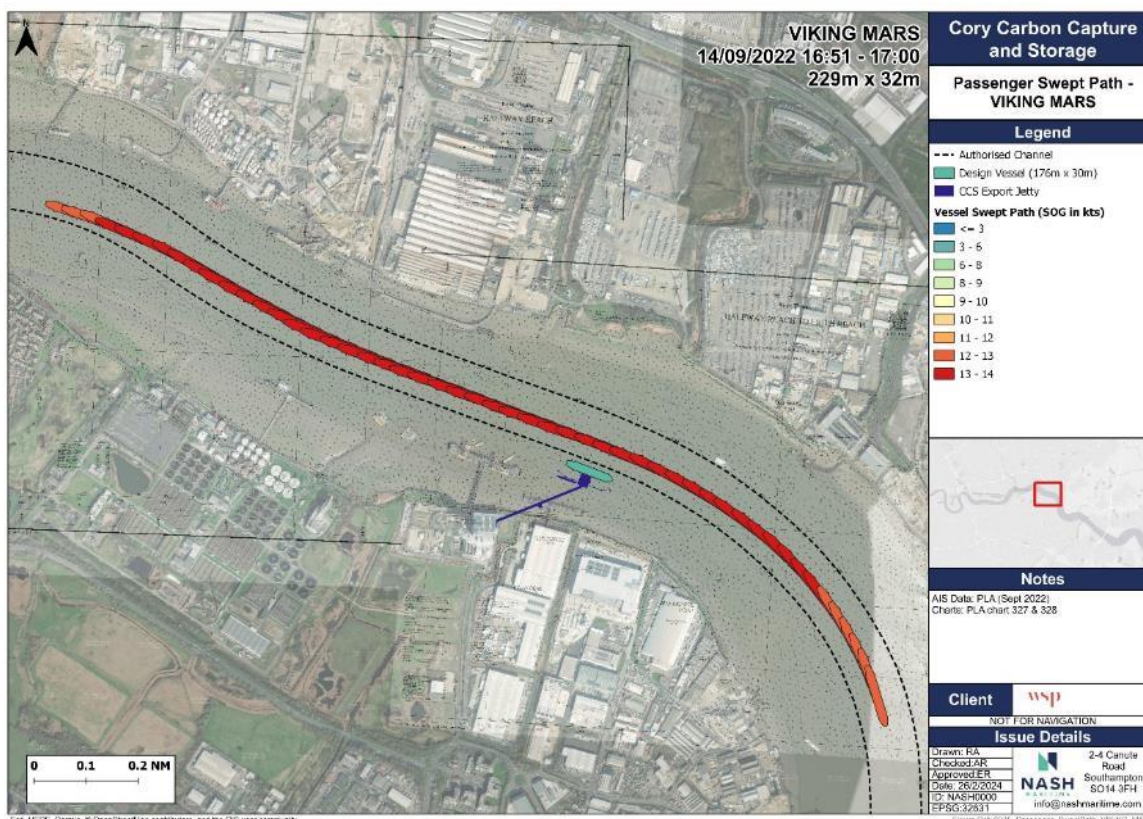 VIKING MARS
14/09/2022 16:51 - 17:00
229m x 32m
HALFWAY REACH
0 0.1 0.2 NM
Cory Carbon Capture
and Storage
Passenger Swept Path -
VIKING MARS
Legend
Authorised Channel
Design Vessel (176m x 30m)
CCS Export Jetty
Vessel Swept Path (SOG in kts)
<= 3
3 - 6
6 - 8
8 - 9
9 - 10
10 - 11
11 - 12
12 - 13
13 - 14
Notes
AIS Data: PLA (Sept 2022)
Charts: PLA chart 327 & 328
Client
wsp
NOT FOR NAVIGATION
Issue Details
Drawn: RA
Checked:AR
Approved:ER
Date: 26/2/2024
ID: NASH0000
EPSG:32631
NASH
MARITIME
2-4 Canute
Road
Southampton
SO14 3FH
info@nashmaritime.com